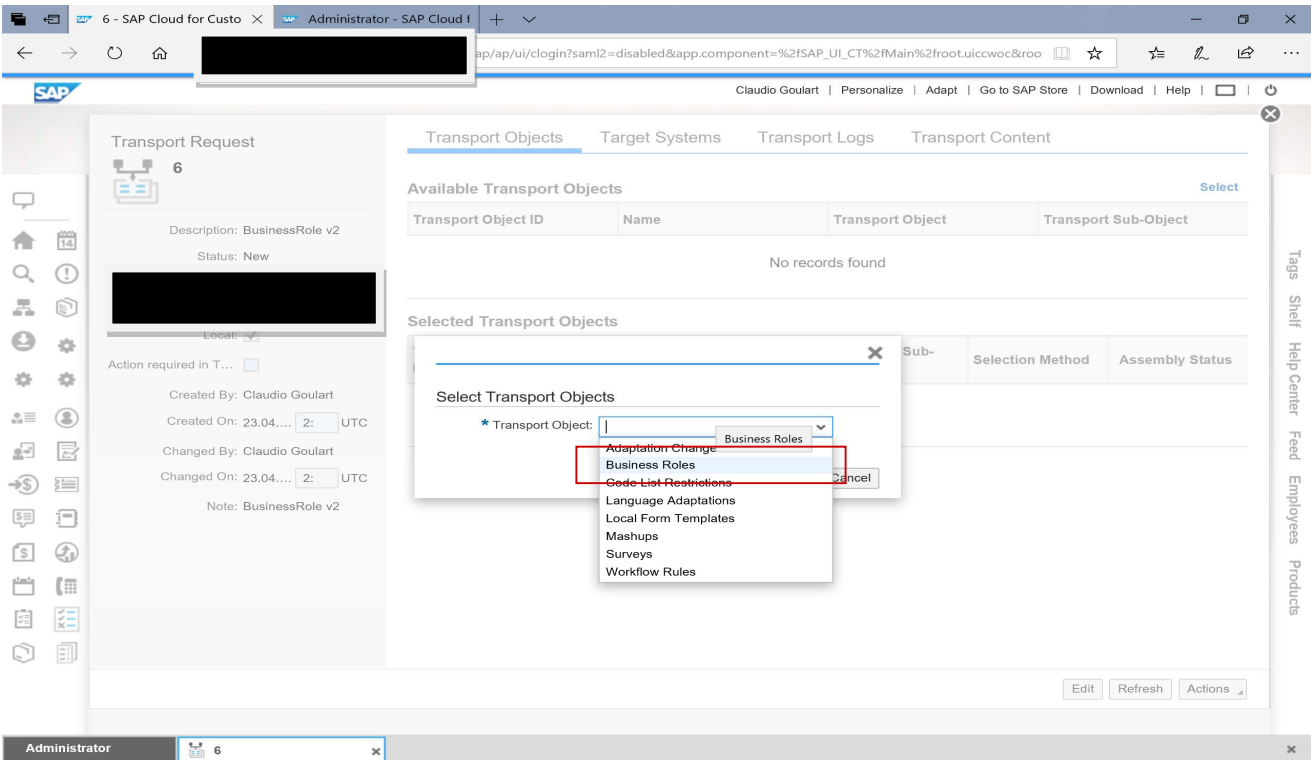 6 - SAP Cloud for Custo
SAP Administrator - SAP Cloud f
ap/ap/ui/clogin?saml2=disabled&app.component=%2fSAP_UI_CT%2fMain%2froot.uiccwoc&roo
SAP
Claudio Goulart | Personalize | Adapt | Go to SAP Store | Download | Help |
Transport Request
6
Description: BusinessRole v2
Status: New
Local:
Action required in T…
Created By: Claudio Goulart
Created On: 23.04.… 2: UTC
Changed By: Claudio Goulart
Changed On: 23.04.… 2: UTC
Note: BusinessRole v2
Transport Objects Target Systems Transport Logs Transport Content
Available Transport Objects Select
Transport Object ID Name Transport Object Transport Sub-Object
No records found
Selected Transport Objects
Sub- Selection Method Assembly Status
Select Transport Objects
* Transport Object:
Business Roles
Adaptation Change
Business Roles
Code List Restrictions
Language Adaptations
Local Form Templates
Mashups
Surveys
Workflow Rules
Cancel
Edit Refresh Actions
Tags
Shelf
Help Center
Feed
Employees
Products
14
Administrator 6